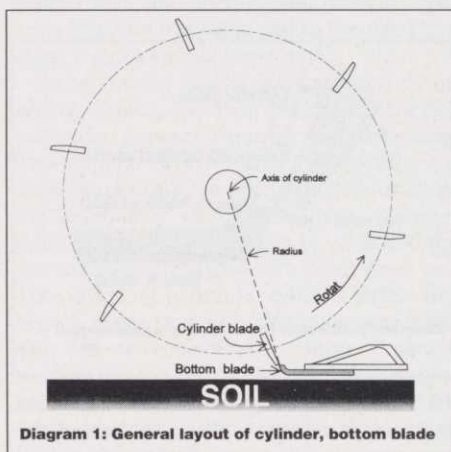 Axis of cylinder
Radius
Rotat
Cylinder blade
Bottom blade
SOIL
Diagram 1: General layout of cylinder, bottom blade